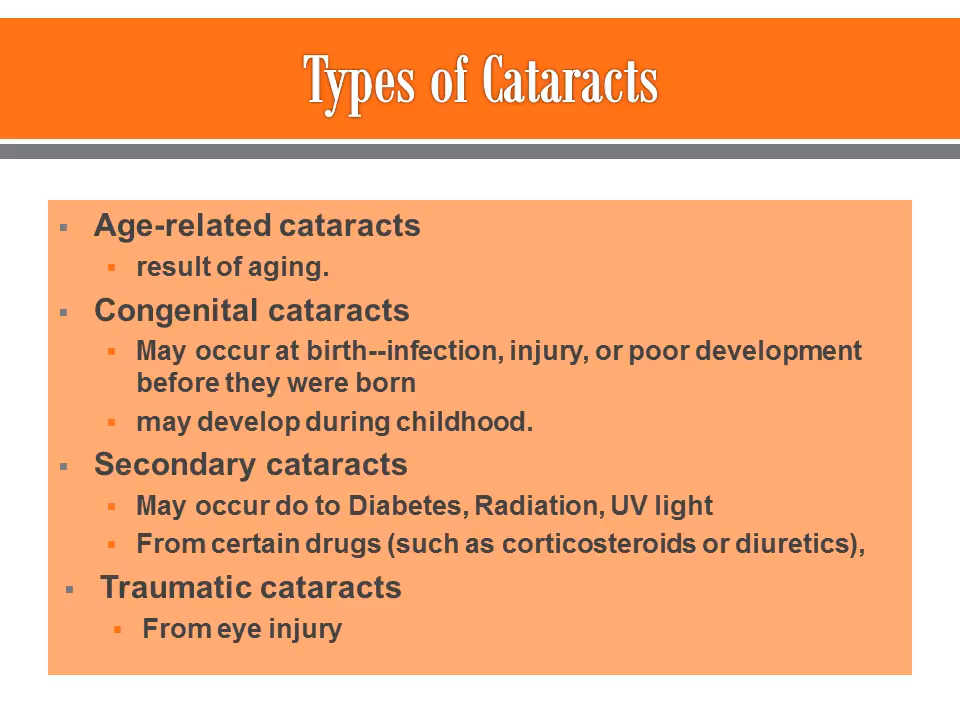 Types of Cataracts
▪ Age-related cataracts
▪ result of aging.
▪ Congenital cataracts
▪ May occur at birth--infection, injury, or poor development
before they were born
▪ may develop during childhood.
▪ Secondary cataracts
▪ May occur do to Diabetes, Radiation, UV light
▪ From certain drugs (such as corticosteroids or diuretics),
▪ Traumatic cataracts
▪ From eye injury